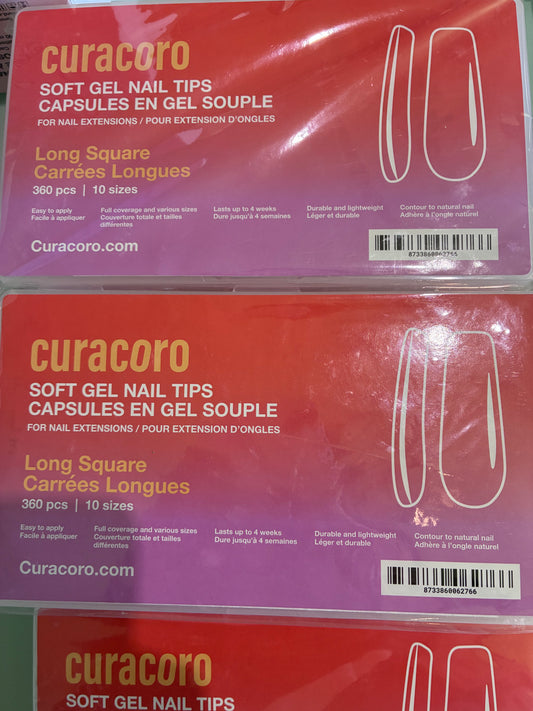 curacoro
SOFT GEL NAIL TIPS
CAPSULES EN GEL SOUPLE
FOR NAIL EXTENSIONS / POUR EXTENSION D'ONGLES
Long Square
Carrées Longues
360 pcs | 10 sizes
Easy to apply
Facile à appliquer
Full coverage and various sizes
Couverture totale et tailles
différentes
Lasts up to 4 weeks
Dure jusqu'à 4 semaines
Durable and lightweight
Léger et durable
Contour to natural nail
Adhère à l'ongle naturel
Curacoro.com
8733860062766
curacoro
SOFT GEL NAIL TIPS
CAPSULES EN GEL SOUPLE
FOR NAIL EXTENSIONS / POUR EXTENSION D'ONGLES
Long Square
Carrées Longues
360 pcs | 10 sizes
Easy to apply
Facile à appliquer
Full coverage and various sizes
Couverture totale et tailles
différentes
Lasts up to 4 weeks
Dure jusqu'à 4 semaines
Durable and lightweight
Léger et durable
Contour to natural nail
Adhère à l'ongle naturel
Curacoro.com
8733860062766
curacoro
SOFT GEL NAIL TIPS